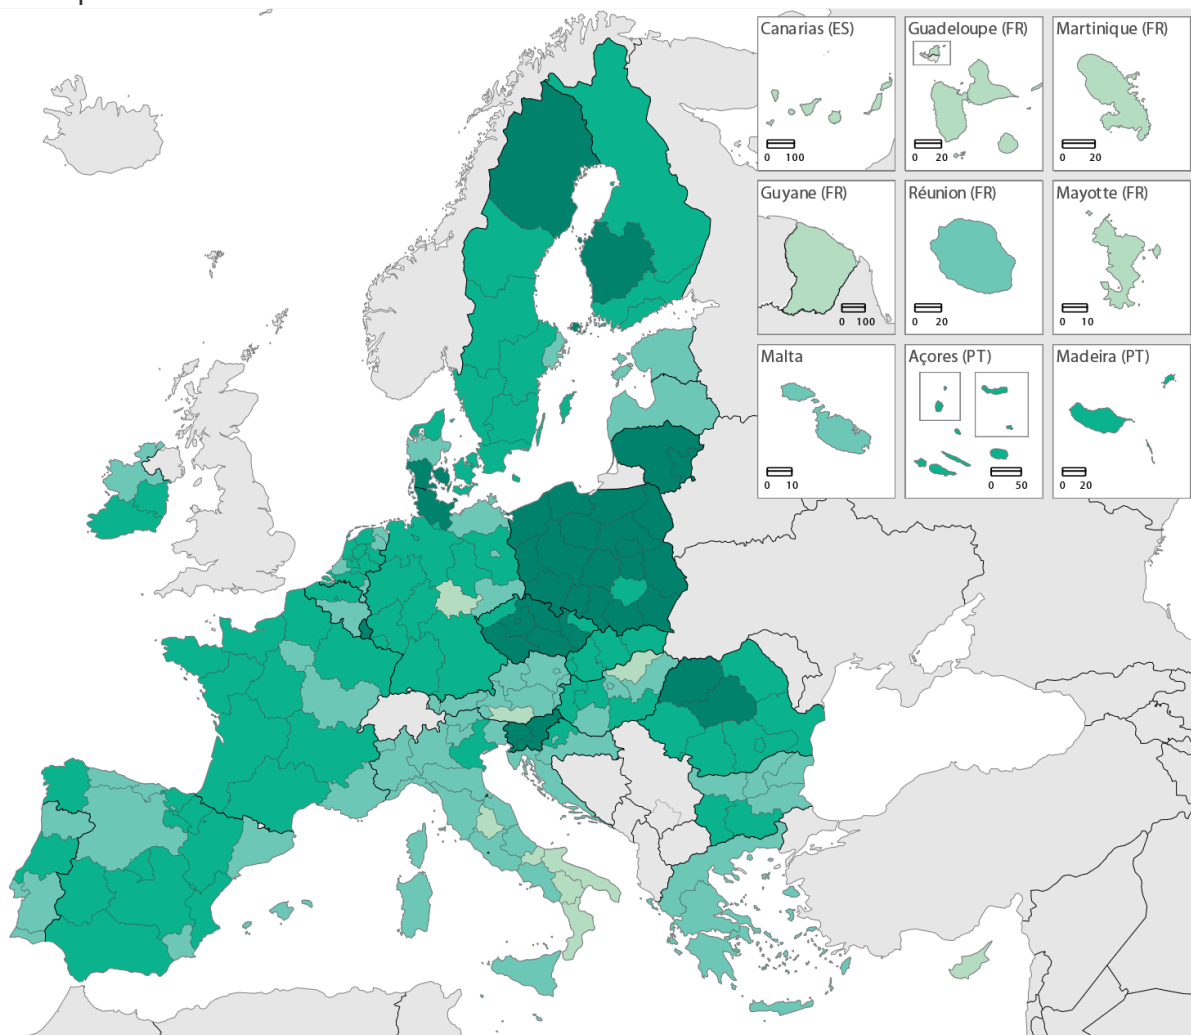 Canarias (ES)
0 100
Guadeloupe (FR)
0 20
Martinique (FR)
0 20
Guyane (FR)
0 100
Réunion (FR)
0 20
Mayotte (FR)
0 10
Malta
0 10
Açores (PT)
0 50
Madeira (PT)
0 20